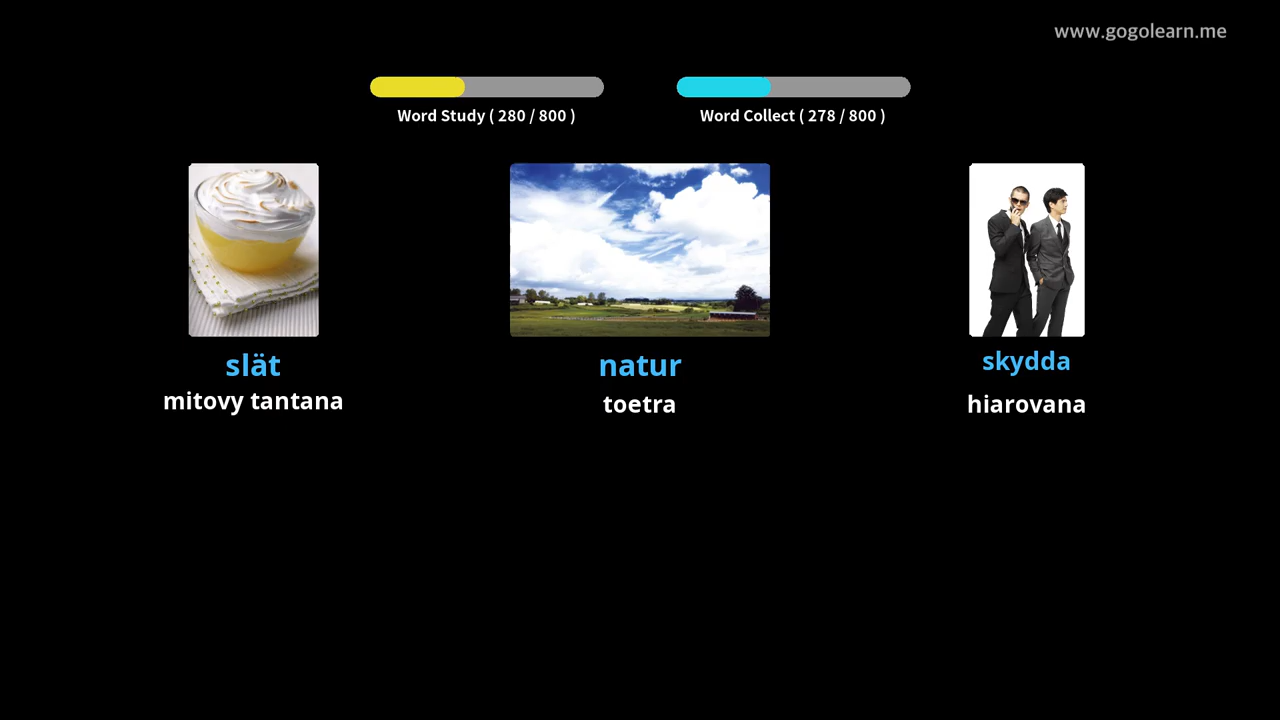 www.gogolearn.me
Word Study ( 280 / 800 )
Word Collect ( 278 / 800 )
slät
natur
skydda
mitovy tantana
toetra
hiarovana